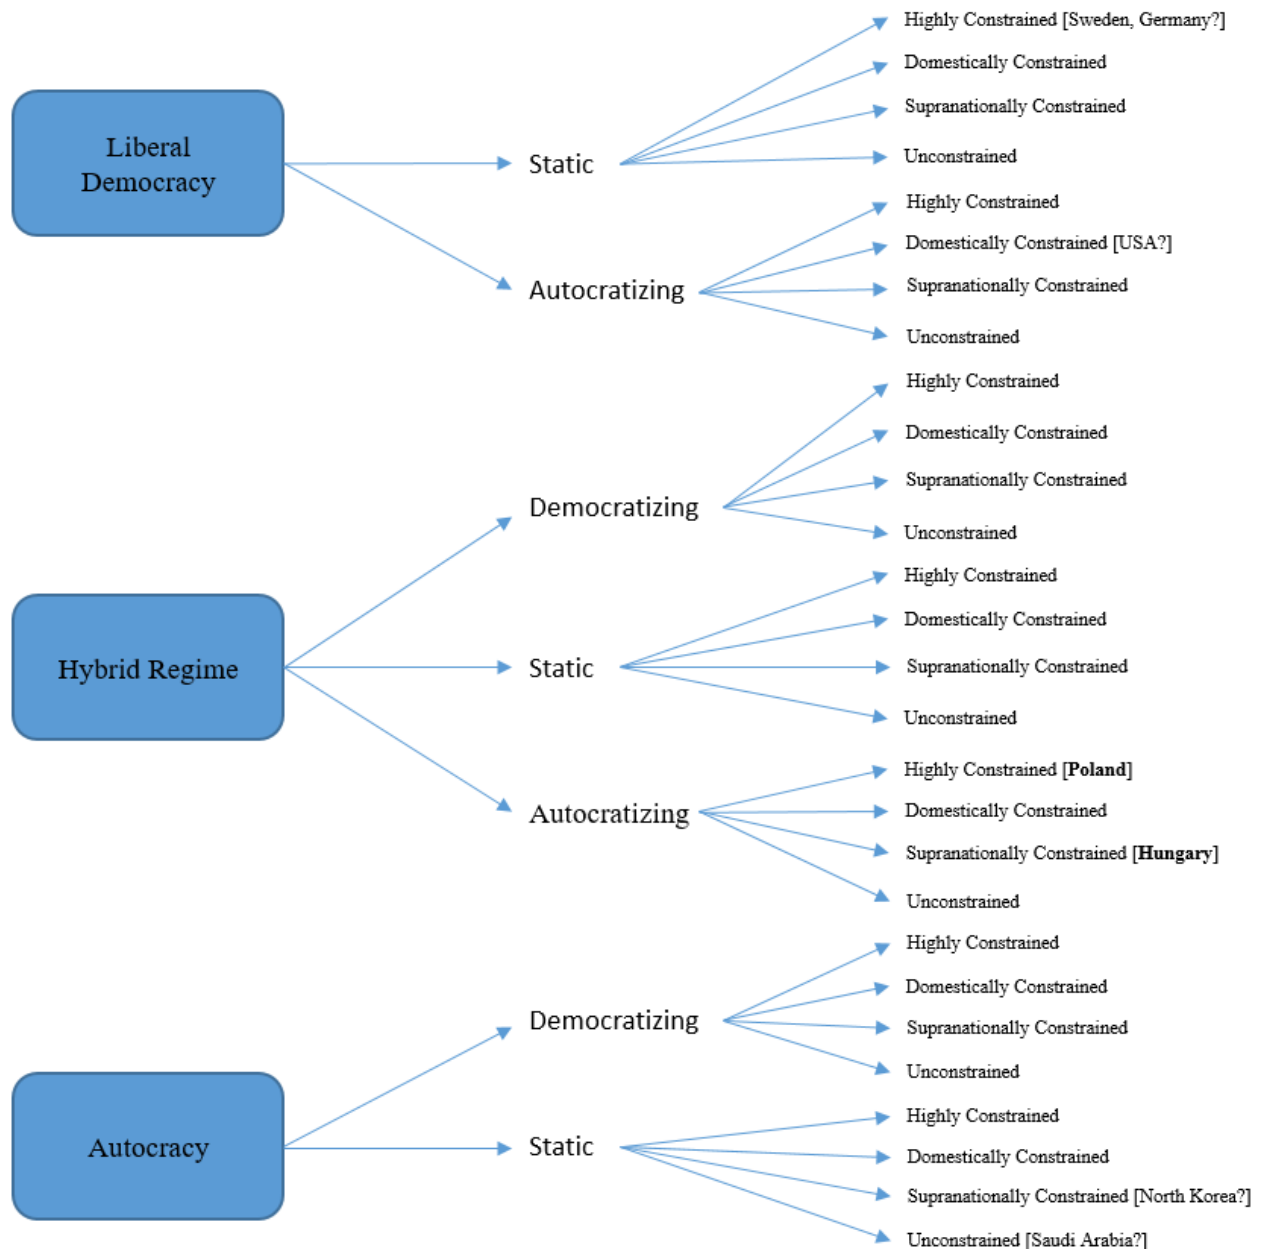 Liberal
Democracy
Static
Highly Constrained [Sweden, Germany?]
Domestically Constrained
Supranationally Constrained
Unconstrained
Autocratizing
Highly Constrained
Domestically Constrained [USA?]
Supranationally Constrained
Unconstrained
Hybrid Regime
Democratizing
Highly Constrained
Domestically Constrained
Supranationally Constrained
Unconstrained
Static
Highly Constrained
Domestically Constrained
Supranationally Constrained
Unconstrained
Autocratizing
Highly Constrained [Poland]
Domestically Constrained
Supranationally Constrained [Hungary]
Unconstrained
Autocracy
Democratizing
Highly Constrained
Domestically Constrained
Supranationally Constrained
Unconstrained
Static
Highly Constrained
Domestically Constrained
Supranationally Constrained [North Korea?]
Unconstrained [Saudi Arabia?]